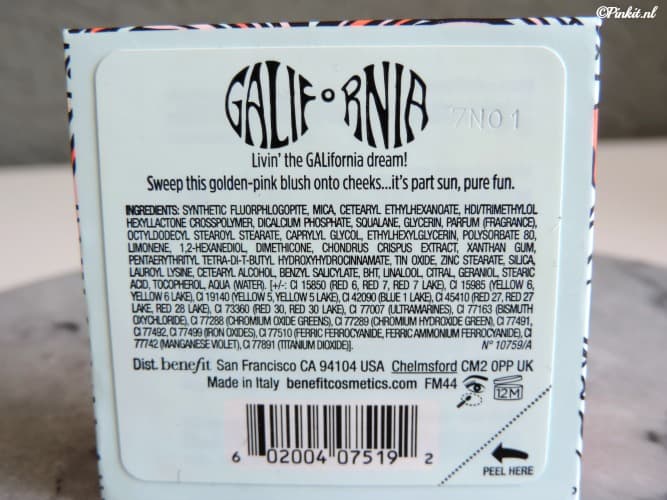 ©Pinkit.nl
GALIFORNIA
7N01
Livin' the GALifornia dream!
Sweep this golden-pink blush onto cheeks...it's part sun, pure fun.
INGREDIENTS: SYNTHETIC FLUORPHLOGOPITE, MICA, CETEARYL ETHYLHEXANOATE, HDI/TRIMETHYLOL
HEXYLLACTONE CROSSPOLYMER, DICALCIUM PHOSPHATE, SQUALANE, GLYCERIN, PARFUM (FRAGRANCE),
OCTYLDODECYL STEAROYL STEARATE, CAPRYLYL GLYCOL, ETHYLHEXYLGLYCERIN, POLYSORBATE 80,
LIMONENE, 1,2-HEXANEDIOL, DIMETHICONE, CHONDRUS CRISPUS EXTRACT, XANTHAN GUM,
PENTAERYTHRITYL TETRA-DI-T-BUTYL HYDROXYHYDROCINNAMATE, TIN OXIDE, ZINC STEARATE, SILICA,
LAUROYL LYSINE, CETEARYL ALCOHOL, BENZYL SALICYLATE, BHT, LINALOOL, CITRAL, GERANIOL, STEARIC
ACID, TOCOPHEROL, AQUA (WATER). [+/-: CI 15850 (RED 6, RED 7, RED 7 LAKE), CI 15985 (YELLOW 6,
YELLOW 6 LAKE), CI 19140 (YELLOW 5, YELLOW 5 LAKE), CI 42090 (BLUE 1 LAKE), CI 45410 (RED 27, RED 27
LAKE, RED 28 LAKE), CI 73360 (RED 30, RED 30 LAKE), CI 77007 (ULTRAMARINES), CI 77163 (BISMUTH
OXYCHLORIDE), CI 77288 (CHROMIUM OXIDE GREENS), CI 77289 (CHROMIUM HYDROXIDE GREEN), CI 77491,
CI 77492, CI 77499 (IRON OXIDES), CI 77510 (FERRIC FERROCYANIDE, FERRIC AMMONIUM FERROCYANIDE), CI
77742 (MANGANESE VIOLET), CI 77891 (TITANIUM DIOXIDE)]. N° 10759/A
Dist. benefit San Francisco CA 94104 USA Chelmsford CM2 0PP UK
Made in Italy benefitcosmetics.com FM44
12M
6 02004 07519 2
PEEL HERE